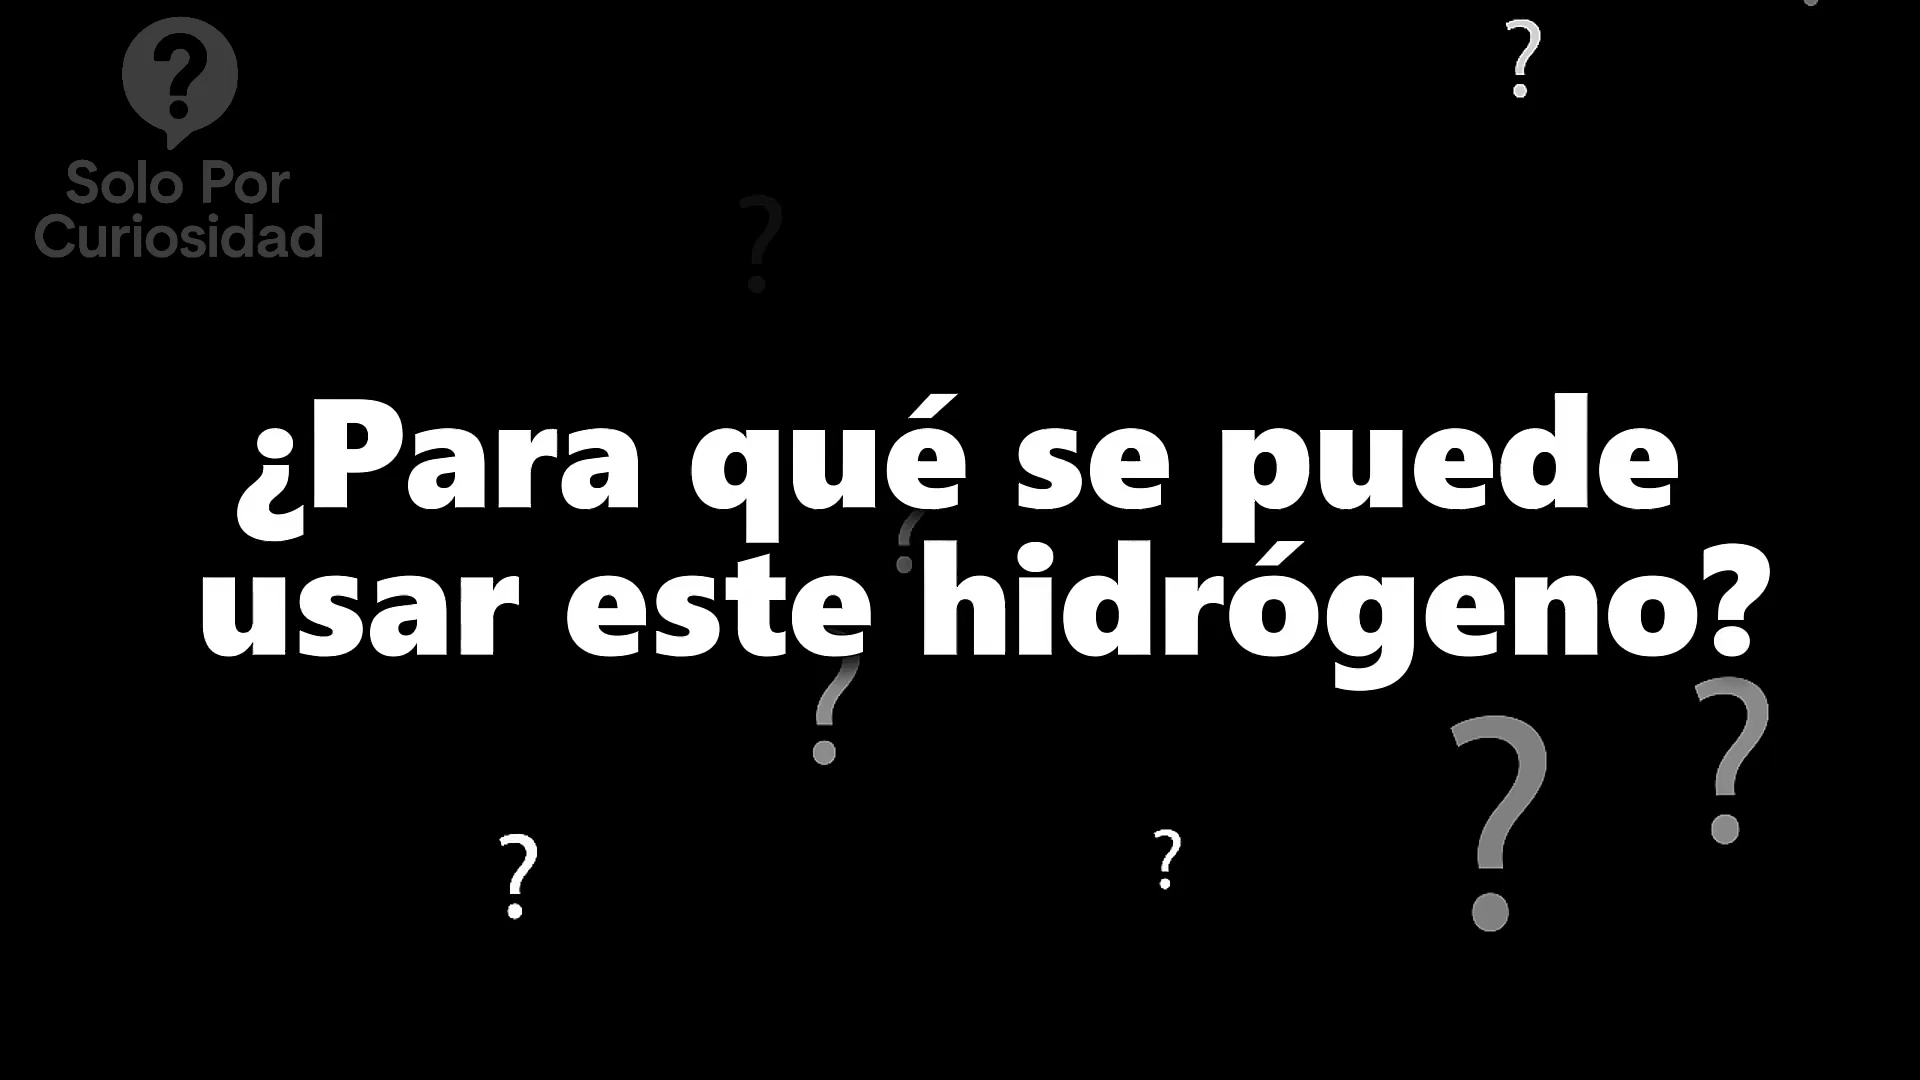 Solo Por
Curiosidad
¿Para qué se puede
usar este hidrógeno?